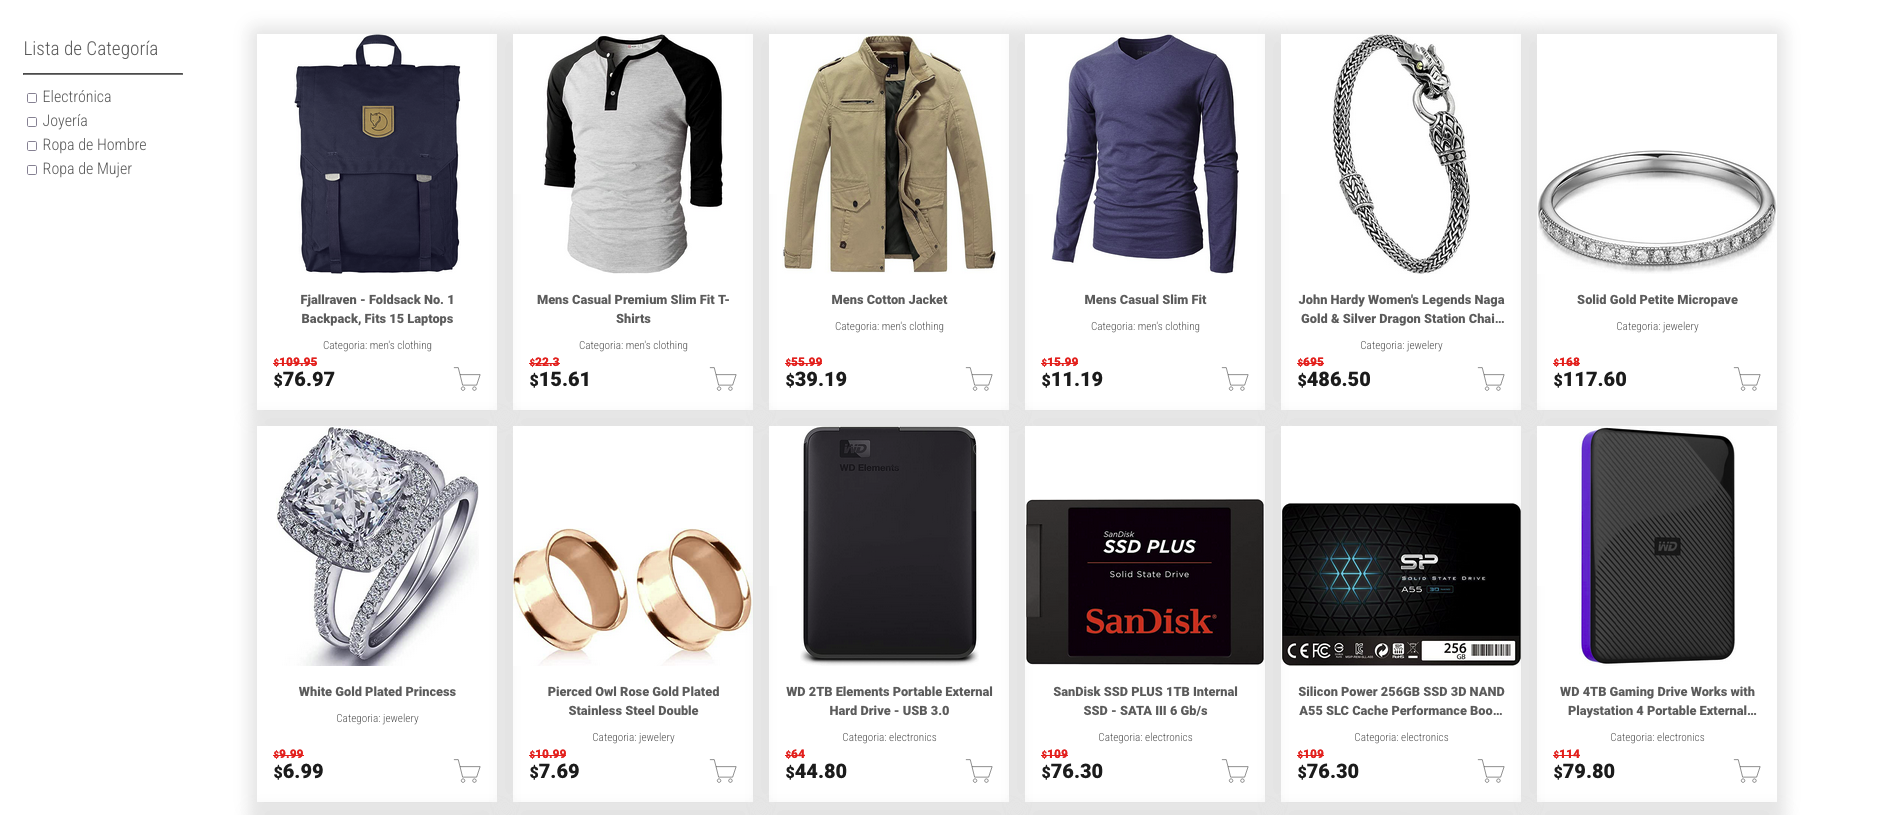 Lista de Categoría
Electrónica
Joyería
Ropa de Hombre
Ropa de Mujer
Fjallraven - Foldsack No. 1
Backpack, Fits 15 Laptops
Categoria: men's clothing
$109.95
$76.97
Mens Casual Premium Slim Fit T-
Shirts
Categoria: men's clothing
$22.3
$15.61
Mens Cotton Jacket
Categoria: men's clothing
$55.99
$39.19
Mens Casual Slim Fit
Categoria: men's clothing
$15.99
$11.19
John Hardy Women's Legends Naga
Gold & Silver Dragon Station Chai...
Categoria: jewelery
$695
$486.50
Solid Gold Petite Micropave
Categoria: jewelery
$168
$117.60
White Gold Plated Princess
Categoria: jewelery
$9.99
$6.99
Pierced Owl Rose Gold Plated
Stainless Steel Double
Categoria: jewelery
$10.99
$7.69
WD
WD Elements
WD 2TB Elements Portable External
Hard Drive - USB 3.0
Categoria: electronics
$64
$44.80
SanDisk
SSD PLUS
Solid State Drive
SanDisk
SanDisk SSD PLUS 1TB Internal
SSD - SATA III 6 Gb/s
Categoria: electronics
$109
$76.30
SP
SOLID STATE DRIVE
A55
256
GB
Silicon Power 256GB SSD 3D NAND
A55 SLC Cache Performance Boo...
Categoria: electronics
$109
$76.30
WD
WD 4TB Gaming Drive Works with
Playstation 4 Portable External...
Categoria: electronics
$114
$79.80